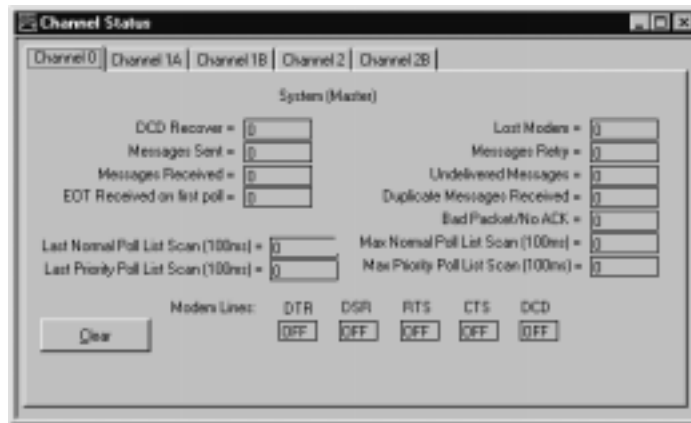 Channel Status
Channel 0 Channel 1A Channel 1B Channel 2 Channel 2B
System (Master)
DCD Recover = 0
Lost Modem = 0
Messages Sent = 0
Messages Retry = 0
Messages Received = 0
Undelivered Messages = 0
EOT Received on first poll = 0
Duplicate Messages Received = 0
Bad Packet/No ACK = 0
Last Normal Poll List Scan (100ms) = 0
Max Normal Poll List Scan (100ms) = 0
Last Priority Poll List Scan (100ms) = 0
Max Priority Poll List Scan (100ms) = 0
Modem Lines: DTR DSR RTS CTS DCD
Clear OFF OFF OFF OFF OFF